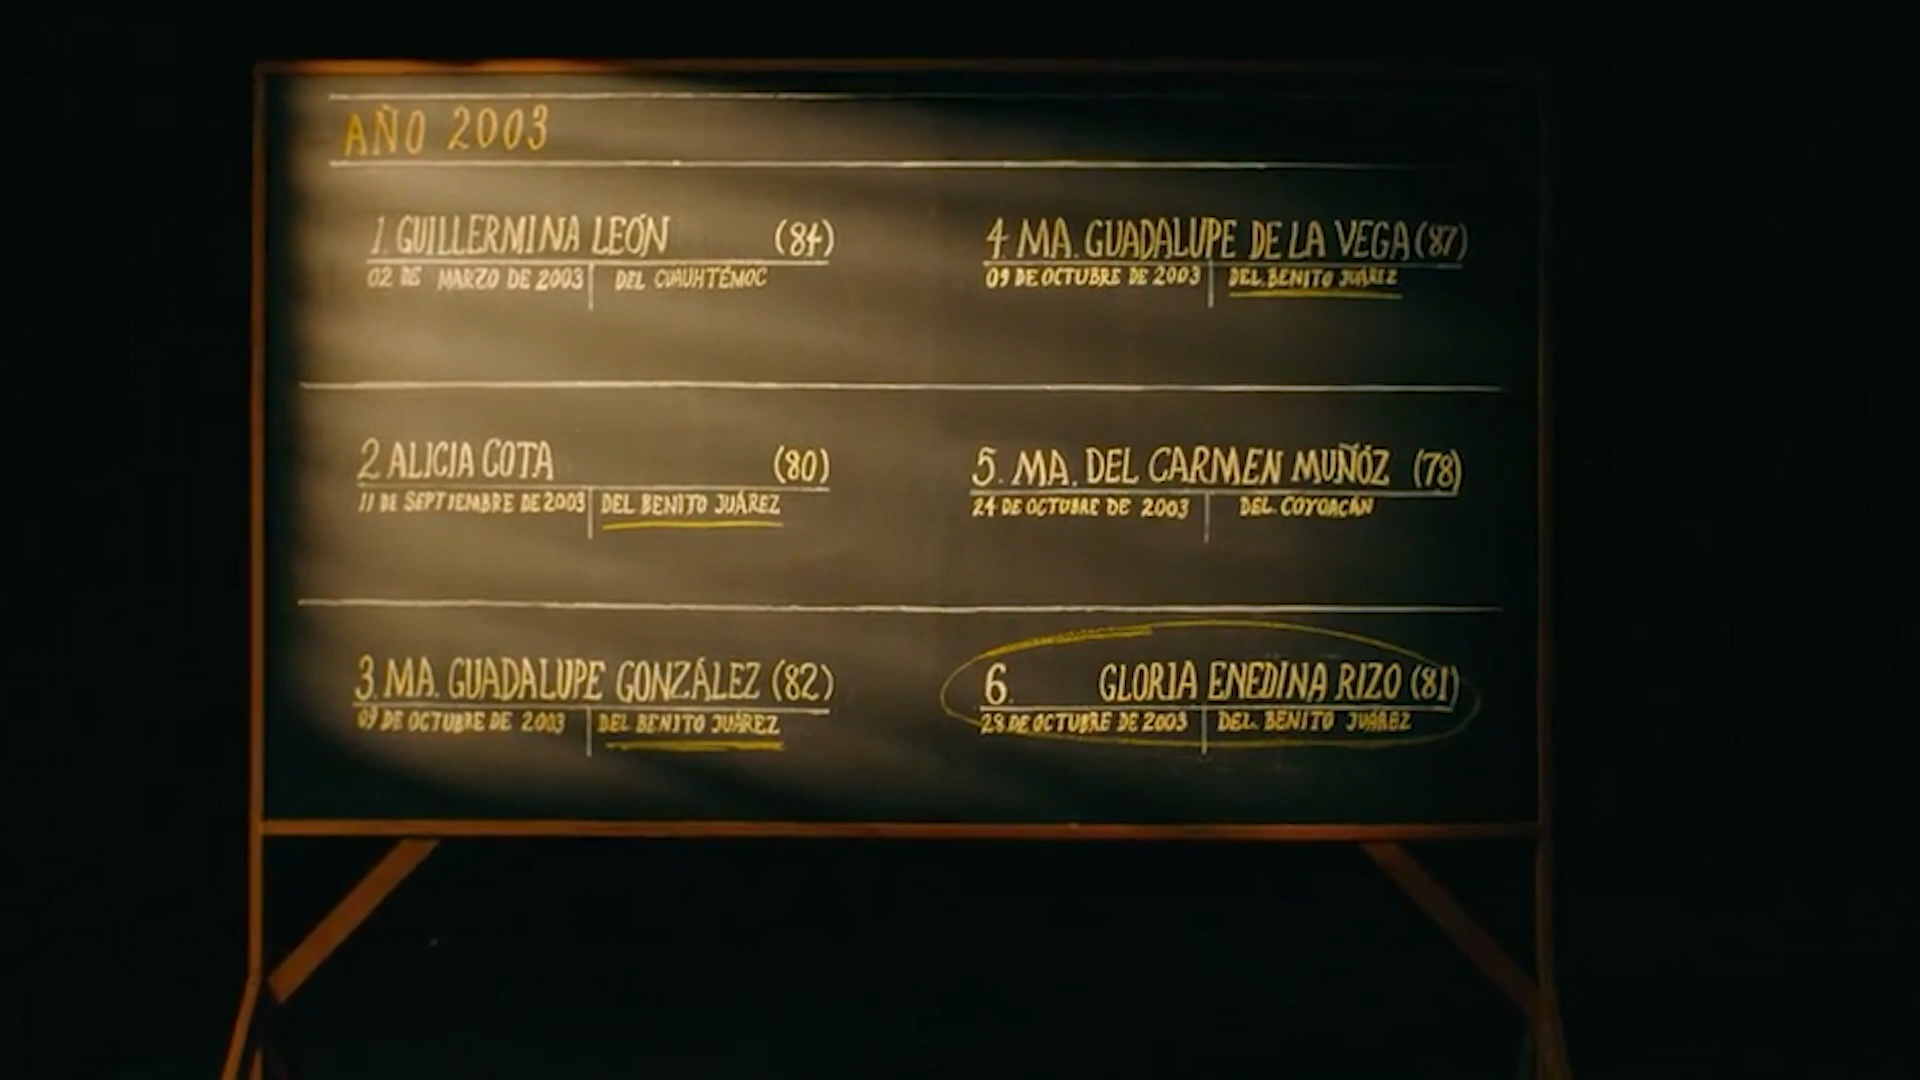 AÑO 2003
1. GUILLERMINA LEÓN (84)
02 DE MARZO DE 2003 DEL CUAUHTÉMOC
2 ALICIA COTA (80)
11 DE SEPTIEMBRE DE 2003 DEL BENITO JUÁREZ
3. MA. GUADALUPE GONZÁLEZ (82)
09 DE OCTUBRE DE 2003 DEL BENITO JUÁREZ
4. MA. GUADALUPE DE LA VEGA (87)
09 DE OCTUBRE DE 2003 DEL. BENITO JUÁREZ
5. MA. DEL CARMEN MUÑÓZ (78)
24 DE OCTUBRE DE 2003 DEL. COYOACÁN
6. GLORIA ENEDINA RIZO (81)
28 DE OCTUBRE DE 2003 DEL. BENITO JUÁREZ